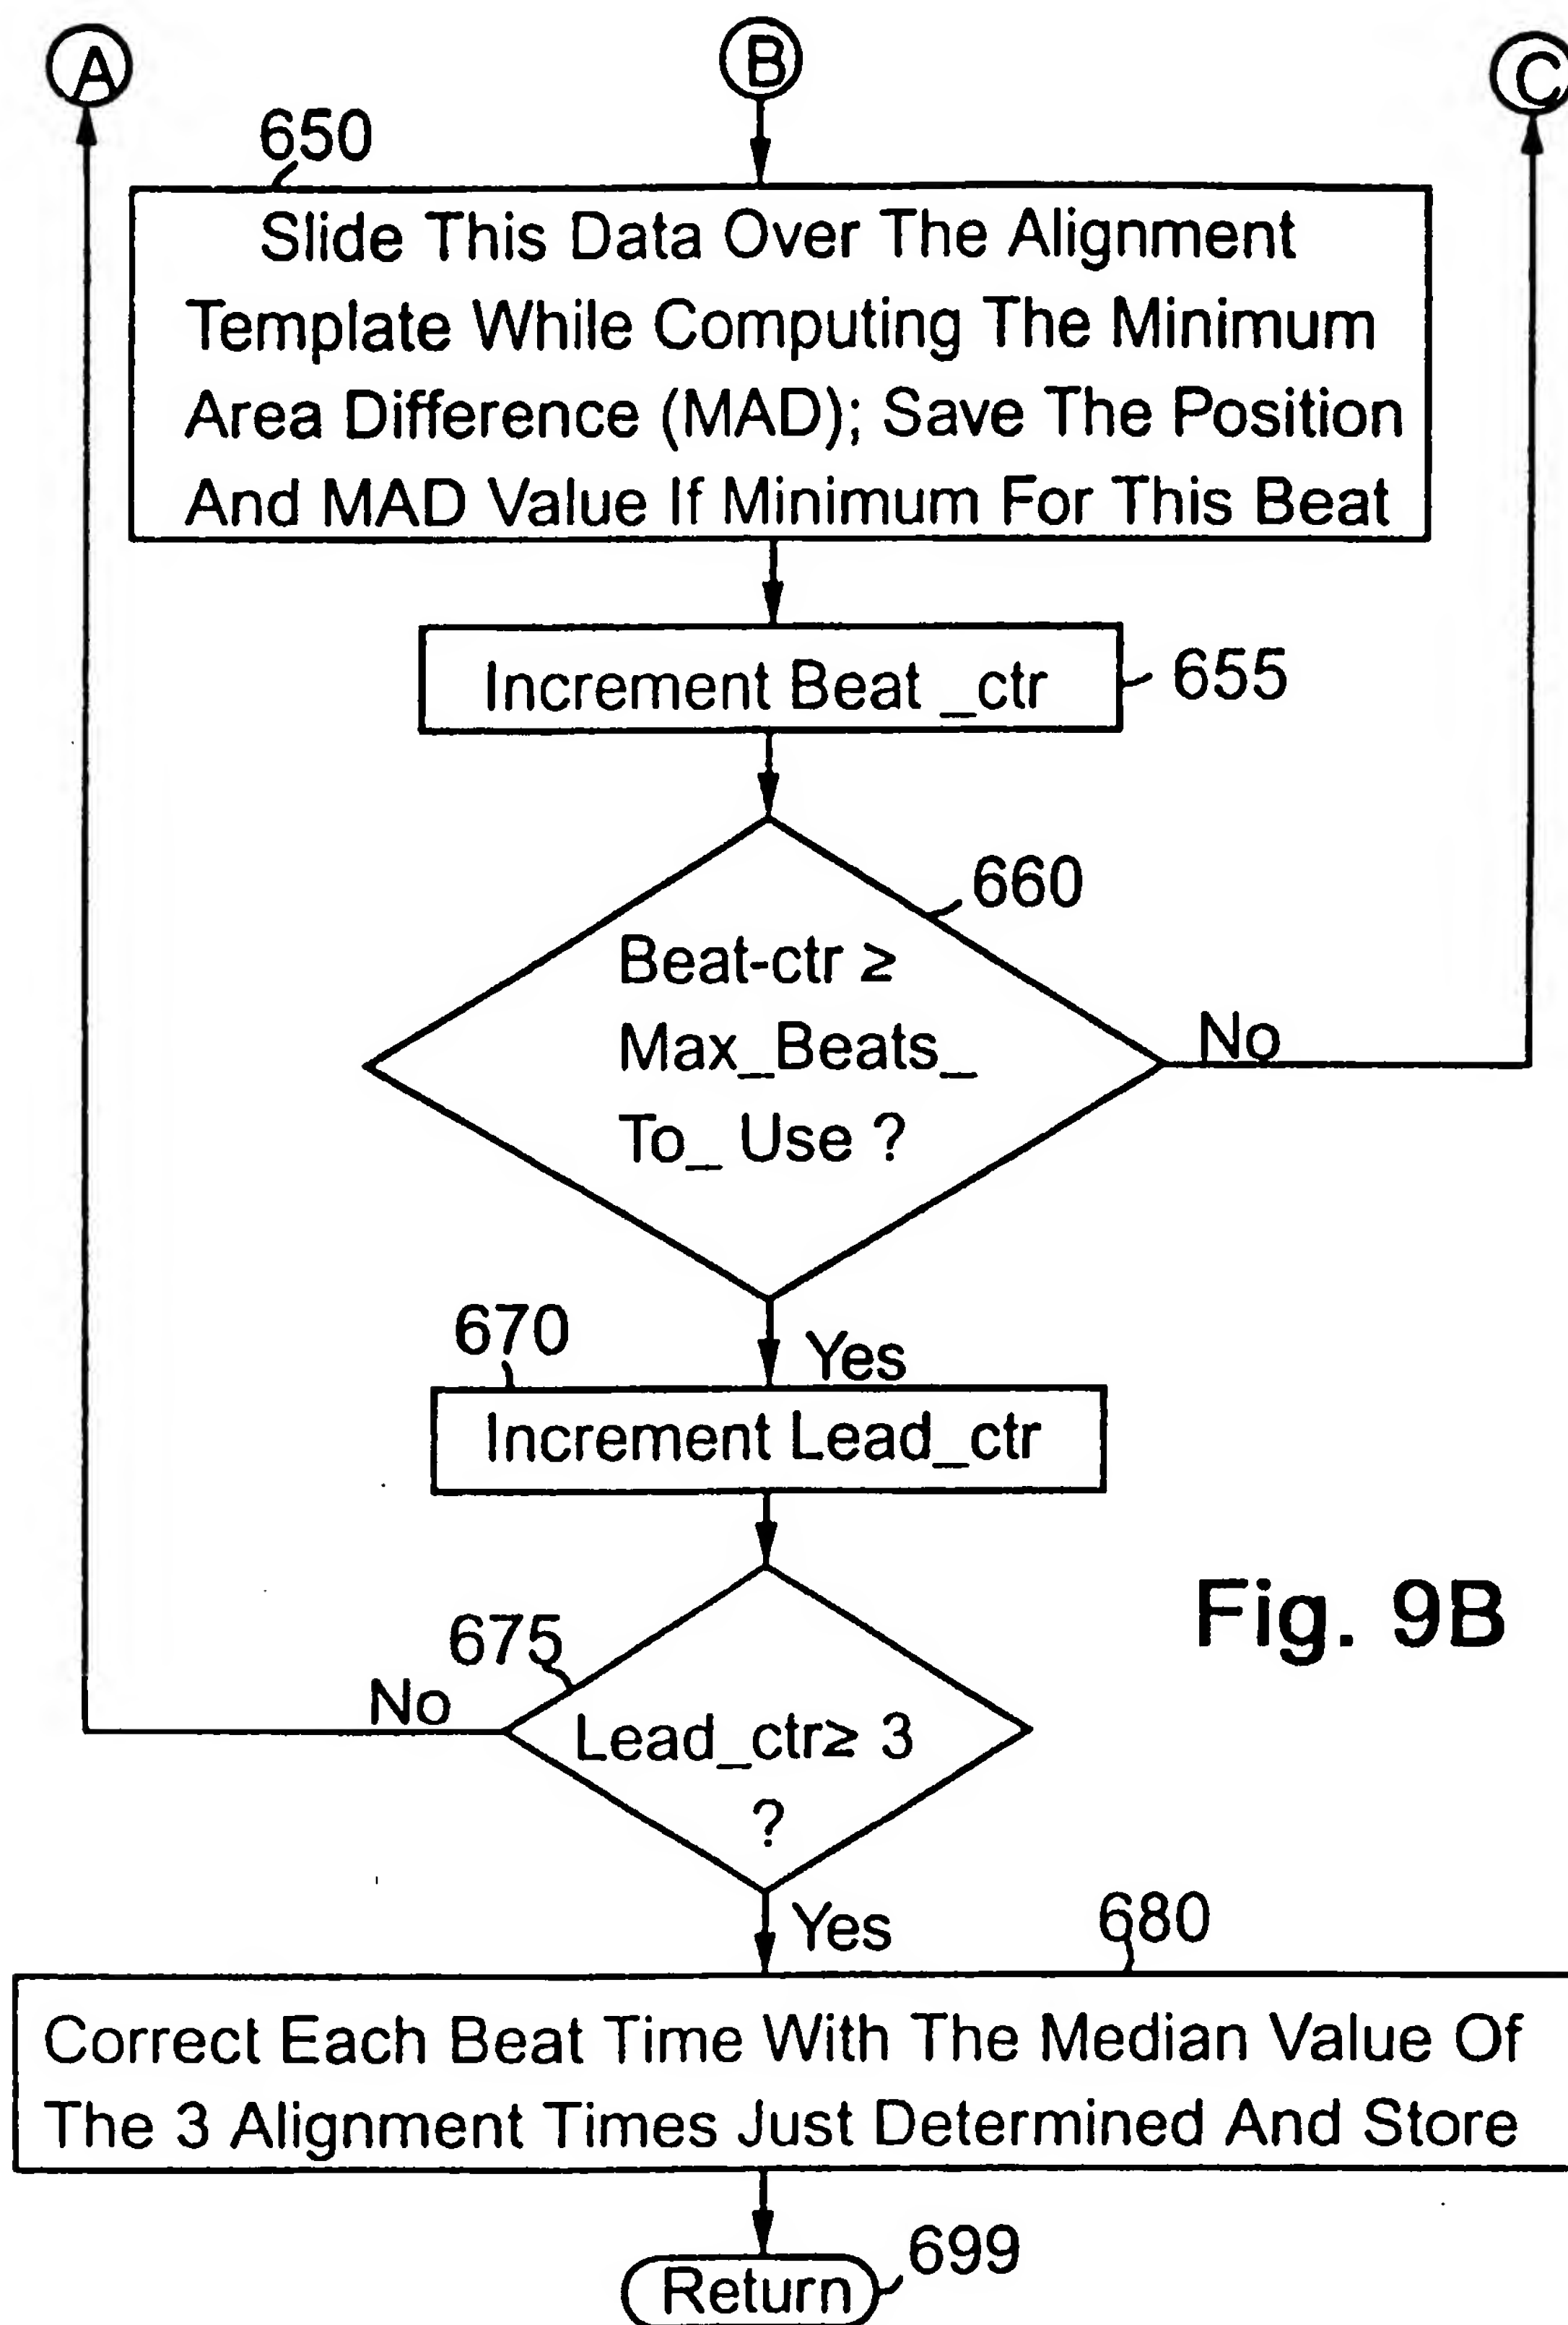 A
B
C
650
Slide This Data Over The Alignment
Template While Computing The Minimum
Area Difference (MAD); Save The Position
And MAD Value If Minimum For This Beat
Increment Beat _ctr
655
660
Beat-ctr ≥
Max_Beats_
To_ Use ?
No
Yes
670
Increment Lead_ctr
675
No
Lead_ctr≥ 3
?
Fig. 9B
Yes
680
Correct Each Beat Time With The Median Value Of
The 3 Alignment Times Just Determined And Store
Return
699